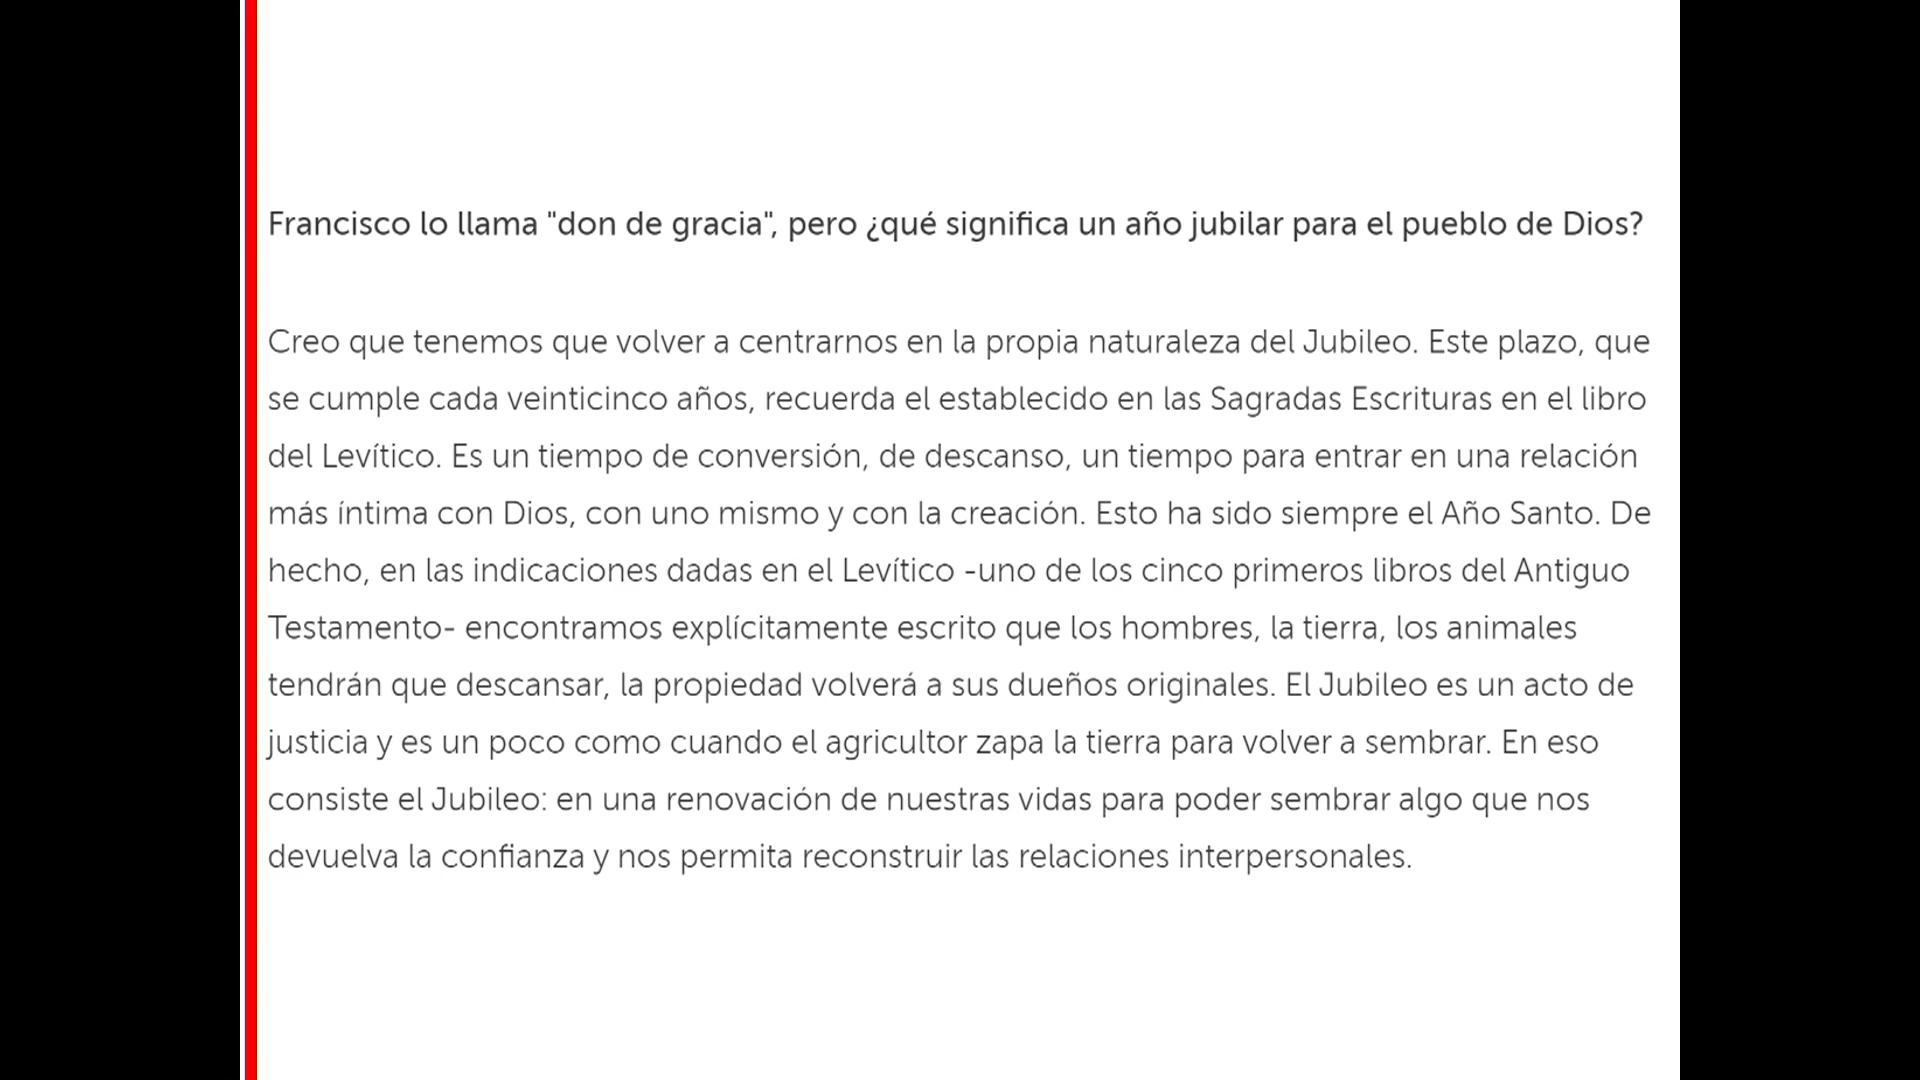 Francisco lo llama "don de gracia", pero ¿qué significa un año jubilar para el pueblo de Dios?
Creo que tenemos que volver a centrarnos en la propia naturaleza del Jubileo. Este plazo, que
se cumple cada veinticinco años, recuerda el establecido en las Sagradas Escrituras en el libro
del Levítico. Es un tiempo de conversión, de descanso, un tiempo para entrar en una relación
más íntima con Dios, con uno mismo y con la creación. Esto ha sido siempre el Año Santo. De
hecho, en las indicaciones dadas en el Levítico -uno de los cinco primeros libros del Antiguo
Testamento- encontramos explícitamente escrito que los hombres, la tierra, los animales
tendrán que descansar, la propiedad volverá a sus dueños originales. El Jubileo es un acto de
justicia y es un poco como cuando el agricultor zapa la tierra para volver a sembrar. En eso
consiste el Jubileo: en una renovación de nuestras vidas para poder sembrar algo que nos
devuelva la confianza y nos permita reconstruir las relaciones interpersonales.